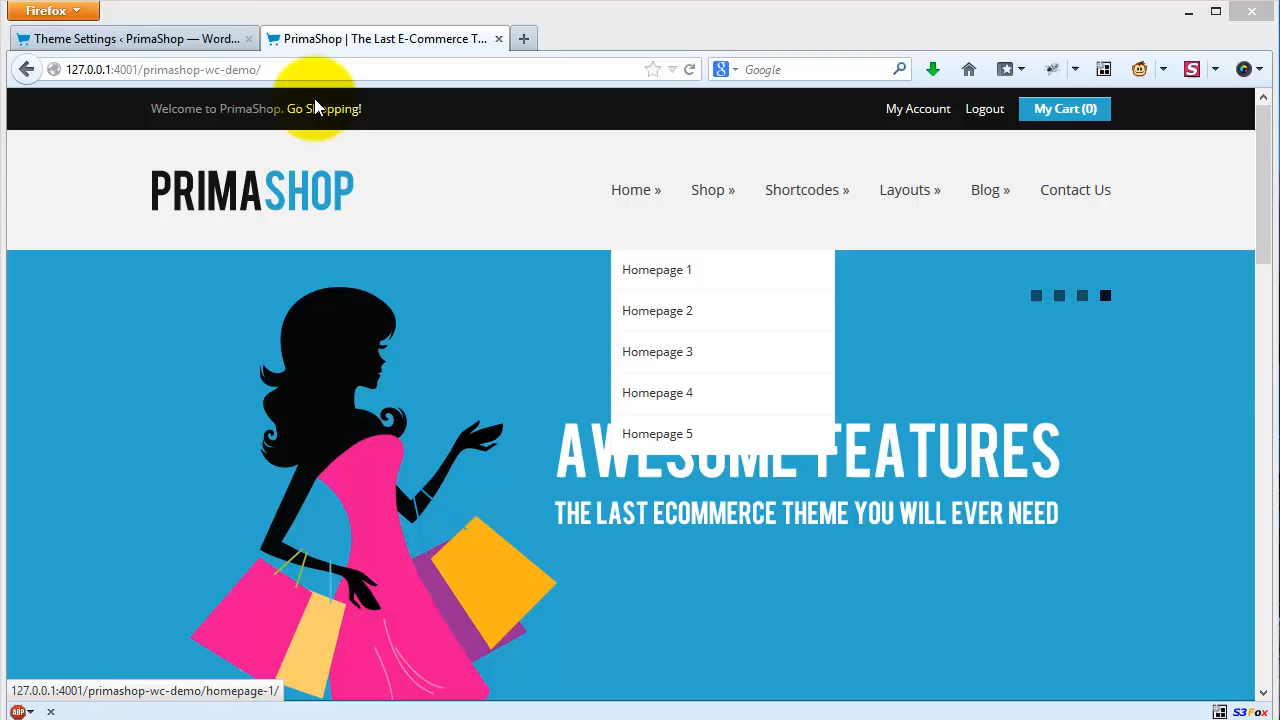 Firefox
Theme Settings ‹ PrimaShop — Word...
PrimaShop | The Last E-Commerce T...
127.0.0.1:4001/primashop-wc-demo/
Google
Welcome to PrimaShop. Go Shopping!
My Account
Logout
My Cart (0)
PRIMASHOP
Home »
Shop »
Shortcodes »
Layouts »
Blog »
Contact Us
Homepage 1
Homepage 2
Homepage 3
Homepage 4
Homepage 5
AWESOME FEATURES
THE LAST ECOMMERCE THEME YOU WILL EVER NEED
127.0.0.1:4001/primashop-wc-demo/homepage-1/
ABP
S3Fox